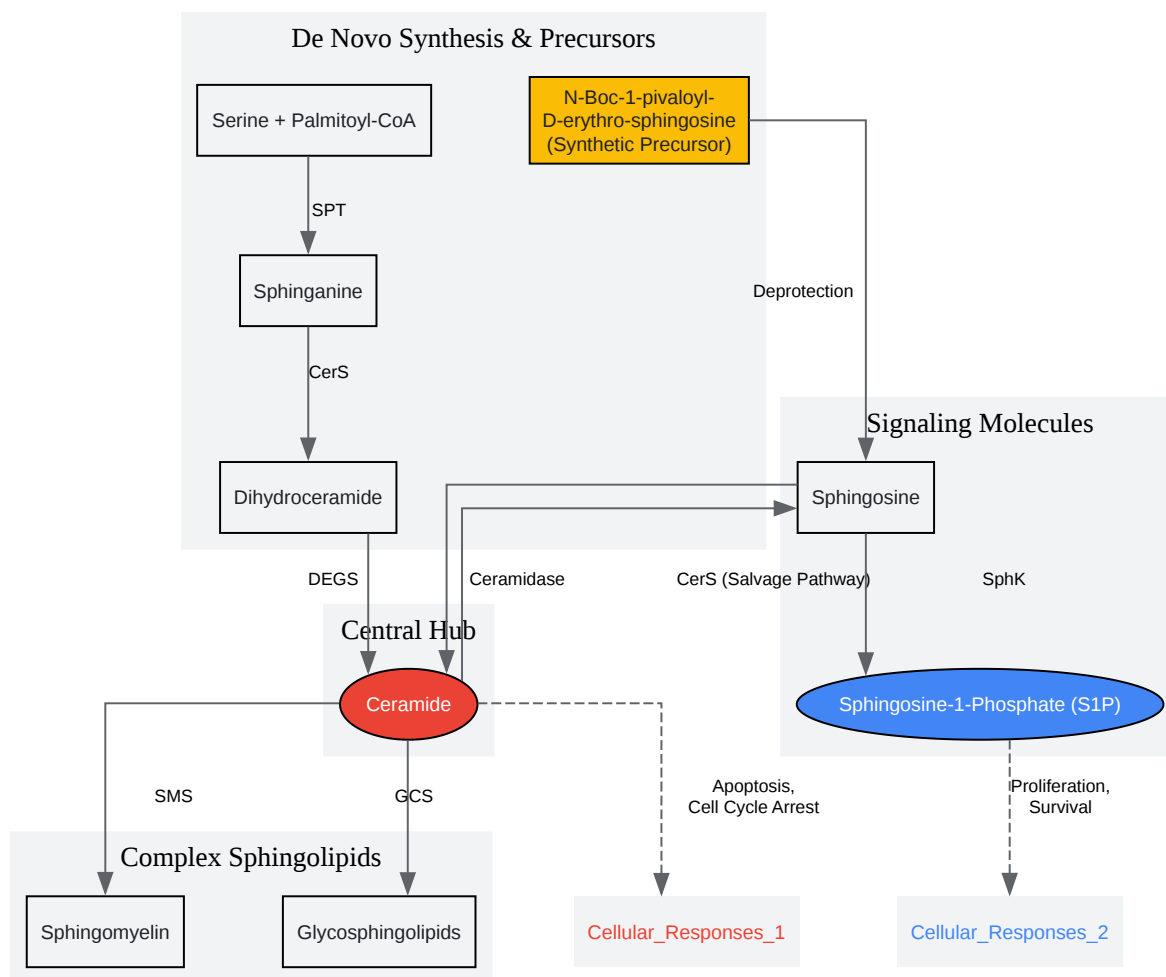 De Novo Synthesis & Precursors
Serine + Palmitoyl-CoA
N-Boc-1-pivaloyl-
D-erythro-sphingosine
(Synthetic Precursor)
SPT
Sphinganine
Deprotection
CerS
Signaling Molecules
Dihydroceramide
Sphingosine
DEGS
Ceramidase
CerS (Salvage Pathway)
SphK
Central Hub
Ceramide
Sphingosine-1-Phosphate (S1P)
SMS
GCS
Apoptosis,
Cell Cycle Arrest
Proliferation,
Survival
Complex Sphingolipids
Sphingomyelin
Glycosphingolipids
Cellular_Responses_1
Cellular_Responses_2